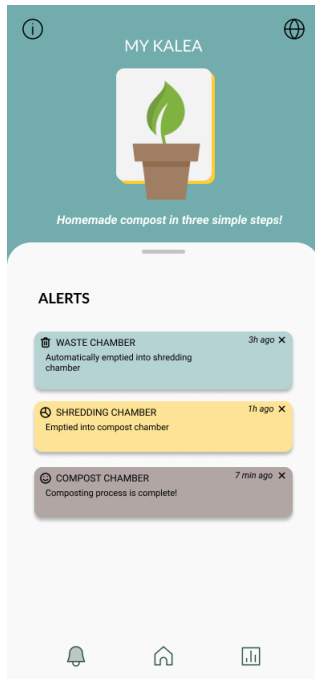 MY KALEA
Homemade compost in three simple steps!
ALERTS
WASTE CHAMBER 3h ago
Automatically emptied into shredding
chamber
SHREDDING CHAMBER 1h ago
Emptied into compost chamber
COMPOST CHAMBER 7 min ago
Composting process is complete!